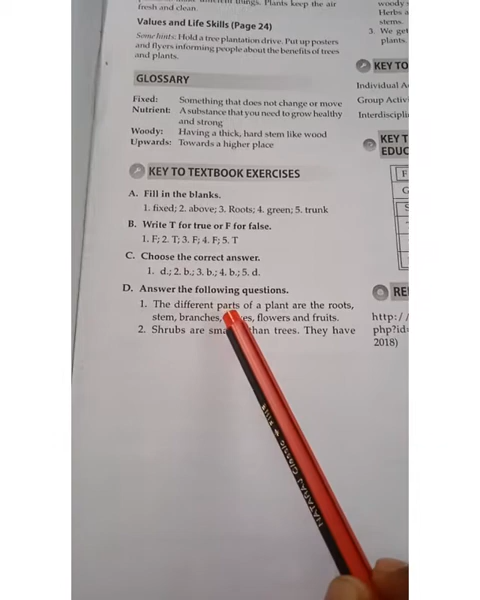 things. Plants keep the air
fresh and clean.
Values and Life Skills (Page 24)
Some hints: Hold a tree plantation drive. Put up posters
and flyers informing people about the benefits of trees
and plants.
GLOSSARY
Fixed: Something that does not change or move
Nutrient: A substance that you need to grow healthy
and strong
Woody: Having a thick, hard stem like wood
Upwards: Towards a higher place
KEY TO TEXTBOOK EXERCISES
A. Fill in the blanks.
1. fixed; 2. above; 3. Roots; 4. green; 5. trunk
B. Write T for true or F for false.
1. F; 2. T; 3. F; 4. F; 5. T
C. Choose the correct answer.
1. d.; 2. b.; 3. b.; 4. b.; 5. d.
D. Answer the following questions.
1. The different parts of a plant are the roots,
stem, branches, flowers and fruits.
2. Shrubs are than trees. They have
woody s
Herbs a
stems.
3. We get
plants.
KEY TO
Individual A
Group Activi
Interdiscipli
KEY T
EDUC
F
G
S
RE
http://
php?id
2018)
NATARAJ Classic